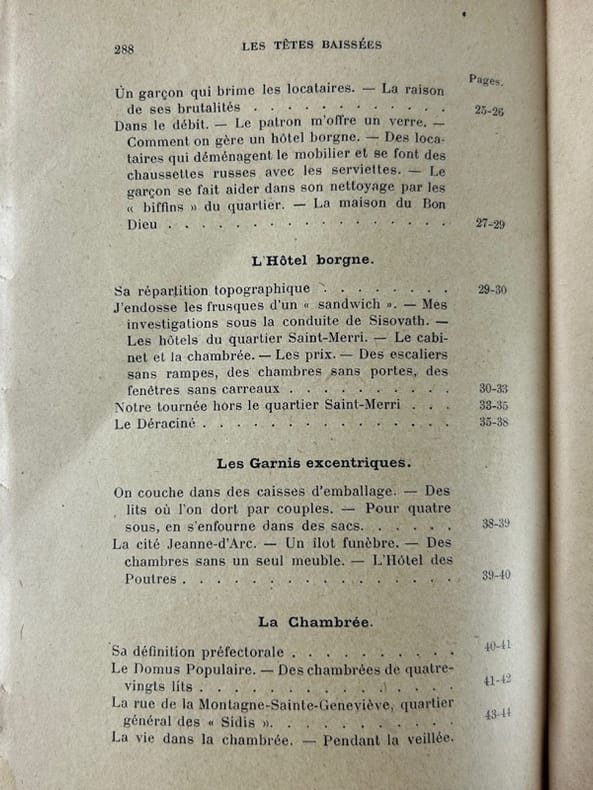 288 LES TÊTES BAISSÉES
Pages.
Un garçon qui brime les locataires. — La raison
de ses brutalités . . . . . . . . . . . . 25-26
Dans le débit. — Le patron m'offre un verre. —
Comment on gère un hôtel borgne. — Des loca-
taires qui déménagent le mobilier et se font des
chaussettes russes avec les serviettes. — Le
garçon se fait aider dans son nettoyage par les
« biffins » du quartier. — La maison du Bon
Dieu . . . . . . . . . . . . . . . . . 27-29
L'Hôtel borgne.
Sa répartition topographique . . . . . . . . 29-30
J'endosse les frusques d'un « sandwich ». — Mes
investigations sous la conduite de Sisovath. —
Les hôtels du quartier Saint-Merri. — Le cabi-
net et la chambrée. — Les prix. — Des escaliers
sans rampes, des chambres sans portes, des
fenêtres sans carreaux . . . . . . . . . . 30-33
Notre tournée hors le quartier Saint-Merri . . . 33-35
Le Déraciné . . . . . . . . . . . . . . . 35-38
Les Garnis excentriques.
On couche dans des caisses d'emballage. — Des
lits où l'on dort par couples. — Pour quatre
sous, en s'enfourne dans des sacs. . . . . . 38-39
La cité Jeanne-d'Arc. — Un îlot funèbre. — Des
chambres sans un seul meuble. — L'Hôtel des
Poutres . . . . . . . . . . . . . . . . 39-40
La Chambrée.
Sa définition préfectorale . . . . . . . . . . 40-41
Le Domus Populaire. — Des chambrées de quatre-
vingts lits . . . . . . . . . . . . . . . 41-42
La rue de la Montagne-Sainte-Geneviève, quartier
général des « Sidis ». . . . . . . . . . . 43-44
La vie dans la chambrée. — Pendant la veillée.